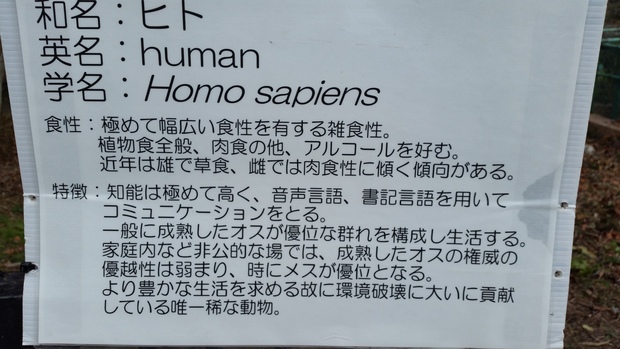 和名：ヒト
英名：human
学名：Homo sapiens
食性：極めて幅広い食性を有する雑食性。
植物食全般、肉食の他、アルコールを好む。
近年は雄で草食、雌では肉食性に傾く傾向がある。
特徴：知能は極めて高く、音声言語、書記言語を用いて
コミュニケーションをとる。
一般に成熟したオスが優位な群れを構成し生活する。
家庭内など非公的な場では、成熟したオスの権威の
優越性は弱まり、時にメスが優位となる。
より豊かな生活を求める故に環境破壊に大いに貢献
している唯一稀な動物。